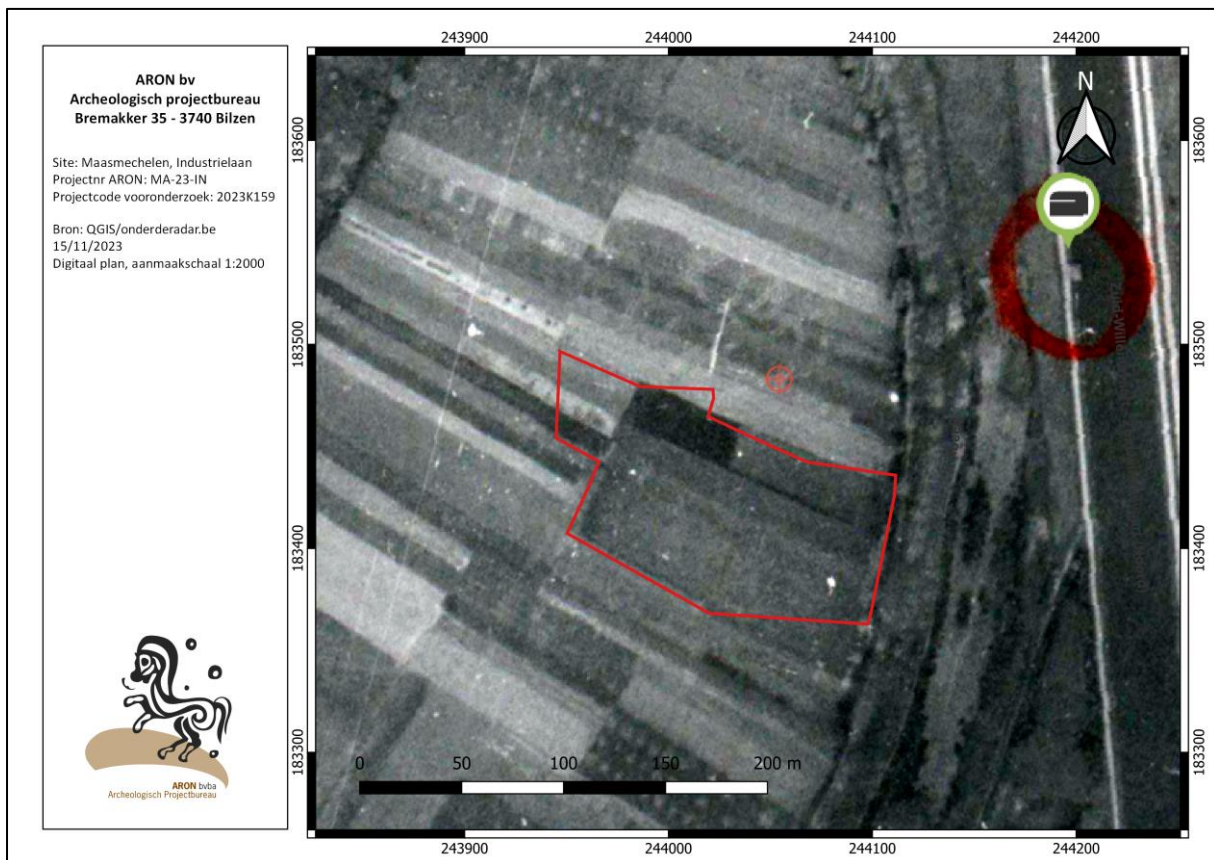 ARON bv
Archeologisch projectbureau
Bremakker 35 - 3740 Bilzen
Site: Maasmechelen, Industrielaan
Projectnr ARON: MA-23-IN
Projectcode vooronderzoek: 2023K159
Bron: QGIS/onderderadar.be
15/11/2023
Digitaal plan, aanmaakschaal 1:2000
ARON bvba
Archeologisch Projectbureau
243900 244000 244100 244200
N
183600 183600
183500 183500
183400 183400
183300 183300
0 50 100 150 200 m
243900 244000 244100 244200